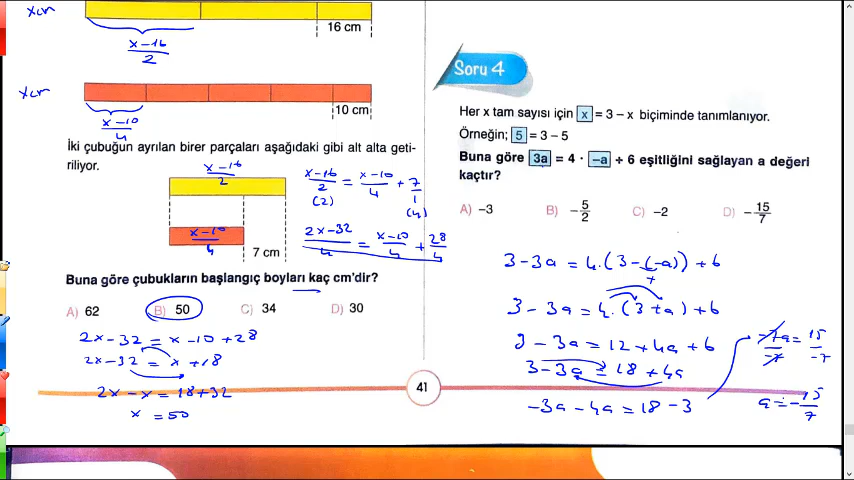 xcm
16 cm
x-16/2
xcm
10 cm
x-10/4
İki çubuğun ayrılan birer parçaları aşağıdaki gibi alt alta geti-
riliyor.
x-16/2
x-10/4
7 cm
x-16/2 = x-10/4 + 7/1
(2) (4)
2x-32/4 = x-10/4 + 28/4
Buna göre çubukların başlangıç boyları kaç cm'dir?
A) 62 B) 50 C) 34 D) 30
2x-32 = x-10+28
2x-32 = x+18
2x-x = 18+32
x = 50
41
Soru 4
Her x tam sayısı için x = 3 – x biçiminde tanımlanıyor.
Örneğin; 5 = 3 – 5
Buna göre 3a = 4 · –a + 6 eşitliğini sağlayan a değeri
kaçtır?
A) –3 B) –5/2 C) –2 D) –15/7
3-3a = 4.(3-(-a))+6
+
3-3a = 4.(3+a)+6
3-3a = 12+4a+6
3-3a = 18+4a
-3a-4a = 18-3
-7a/-7 = 15/-7
a = -15/7